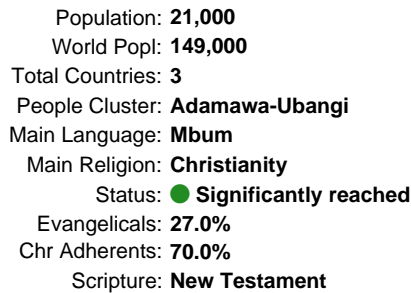 Population: 21,000
World Popl: 149,000
Total Countries: 3
People Cluster: Adamawa-Ubangi
Main Language: Mbum
Main Religion: Christianity
Status: Significantly reached
Evangelicals: 27.0%
Chr Adherents: 70.0%
Scripture: New Testament